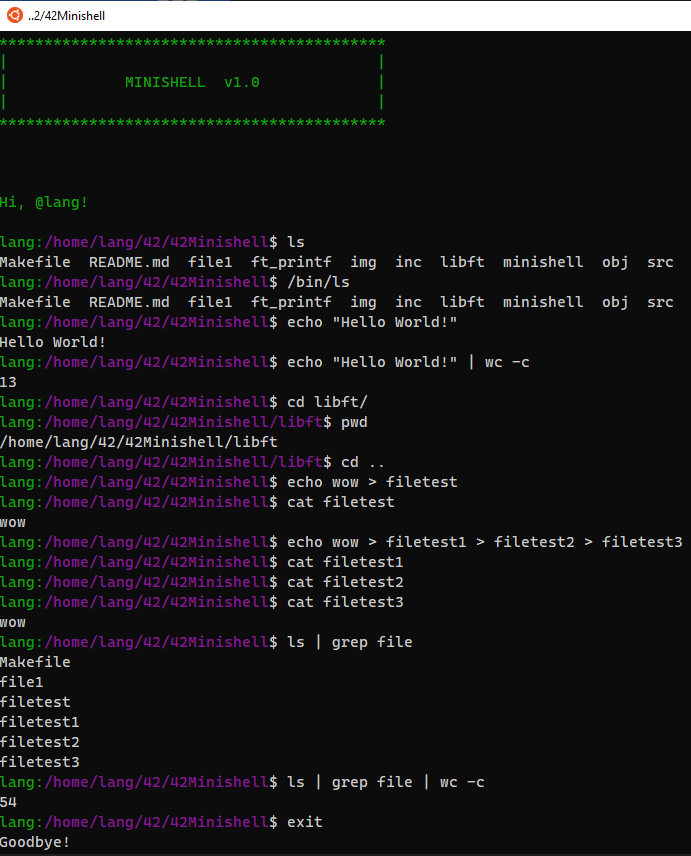 ..2/42Minishell
*******************************************
| |
| MINISHELL v1.0 |
| |
*******************************************
Hi, @lang!
lang:/home/lang/42/42Minishell$ ls
Makefile README.md file1 ft_printf img inc libft minishell obj src
lang:/home/lang/42/42Minishell$ /bin/ls
Makefile README.md file1 ft_printf img inc libft minishell obj src
lang:/home/lang/42/42Minishell$ echo "Hello World!"
Hello World!
lang:/home/lang/42/42Minishell$ echo "Hello World!" | wc -c
13
lang:/home/lang/42/42Minishell$ cd libft/
lang:/home/lang/42/42Minishell/libft$ pwd
/home/lang/42/42Minishell/libft
lang:/home/lang/42/42Minishell/libft$ cd ..
lang:/home/lang/42/42Minishell$ echo wow > filetest
lang:/home/lang/42/42Minishell$ cat filetest
wow
lang:/home/lang/42/42Minishell$ echo wow > filetest1 > filetest2 > filetest3
lang:/home/lang/42/42Minishell$ cat filetest1
lang:/home/lang/42/42Minishell$ cat filetest2
lang:/home/lang/42/42Minishell$ cat filetest3
wow
lang:/home/lang/42/42Minishell$ ls | grep file
Makefile
file1
filetest
filetest1
filetest2
filetest3
lang:/home/lang/42/42Minishell$ ls | grep file | wc -c
54
lang:/home/lang/42/42Minishell$ exit
Goodbye!